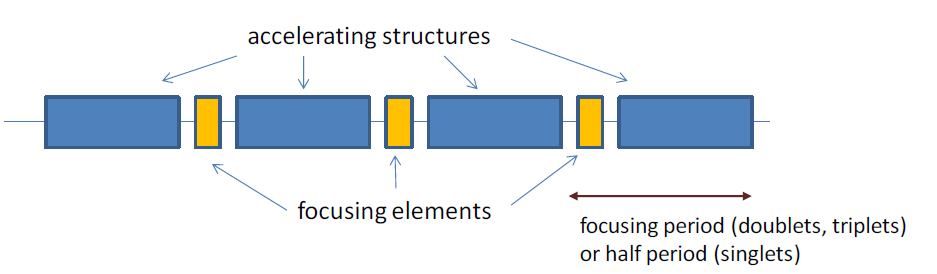 accelerating structures
focusing elements
focusing period (doublets, triplets)
or half period (singlets)